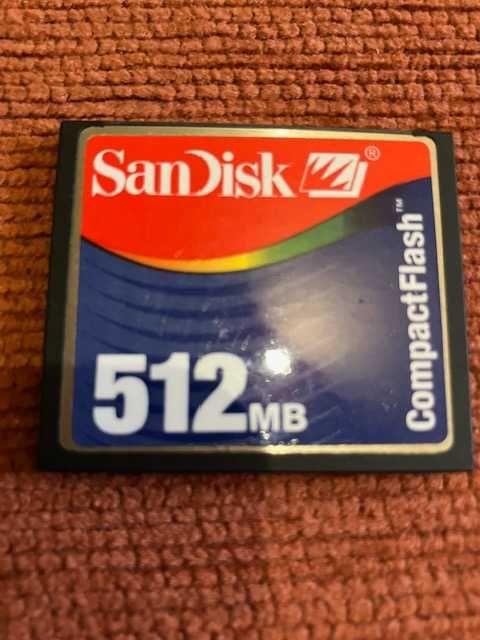 SanDisk ®
CompactFlash™
512MB